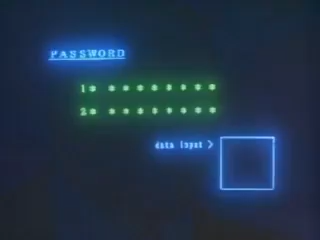 PASSWORD
1* * * * * * * *
2* * * * * * * *
data input >